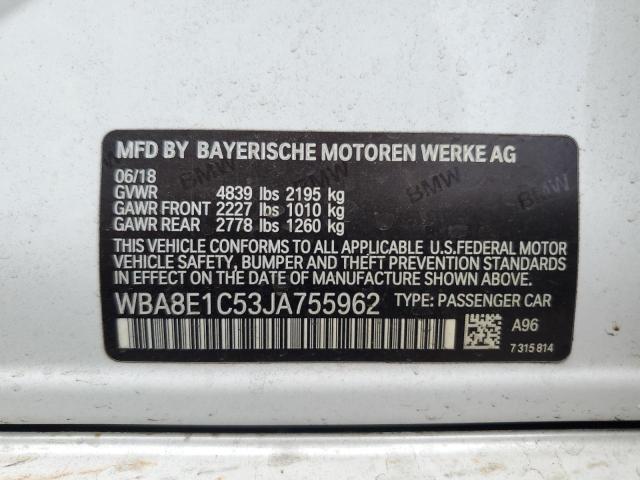 MFD BY BAYERISCHE MOTOREN WERKE AG
06/18
GVWR 4839 lbs 2195 kg
GAWR FRONT 2227 lbs 1010 kg
GAWR REAR 2778 lbs 1260 kg
THIS VEHICLE CONFORMS TO ALL APPLICABLE U.S.FEDERAL MOTOR
VEHICLE SAFETY, BUMPER AND THEFT PREVENTION STANDARDS
IN EFFECT ON THE DATE OF MANUFACTURE SHOWN ABOVE.
WBA8E1C53JA755962 TYPE: PASSENGER CAR
A96
7 315 814
BMW
BMW
BMW